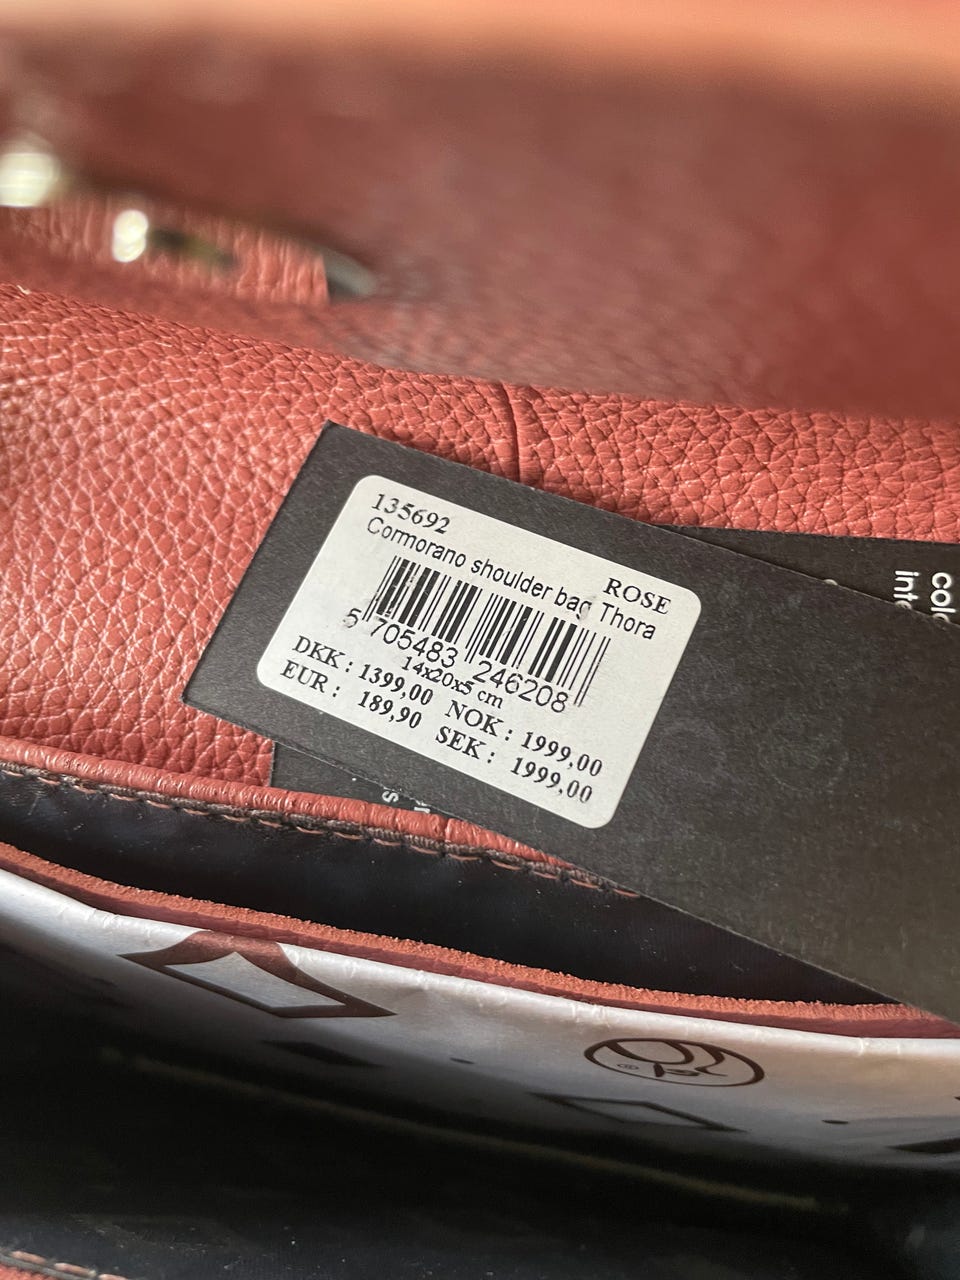 135692
ROSE
Cormorano shoulder bag Thora
5 705483 246208
14x20x5 cm
DKK : 1399,00 NOK : 1999,00
EUR : 189,90 SEK : 1999,00